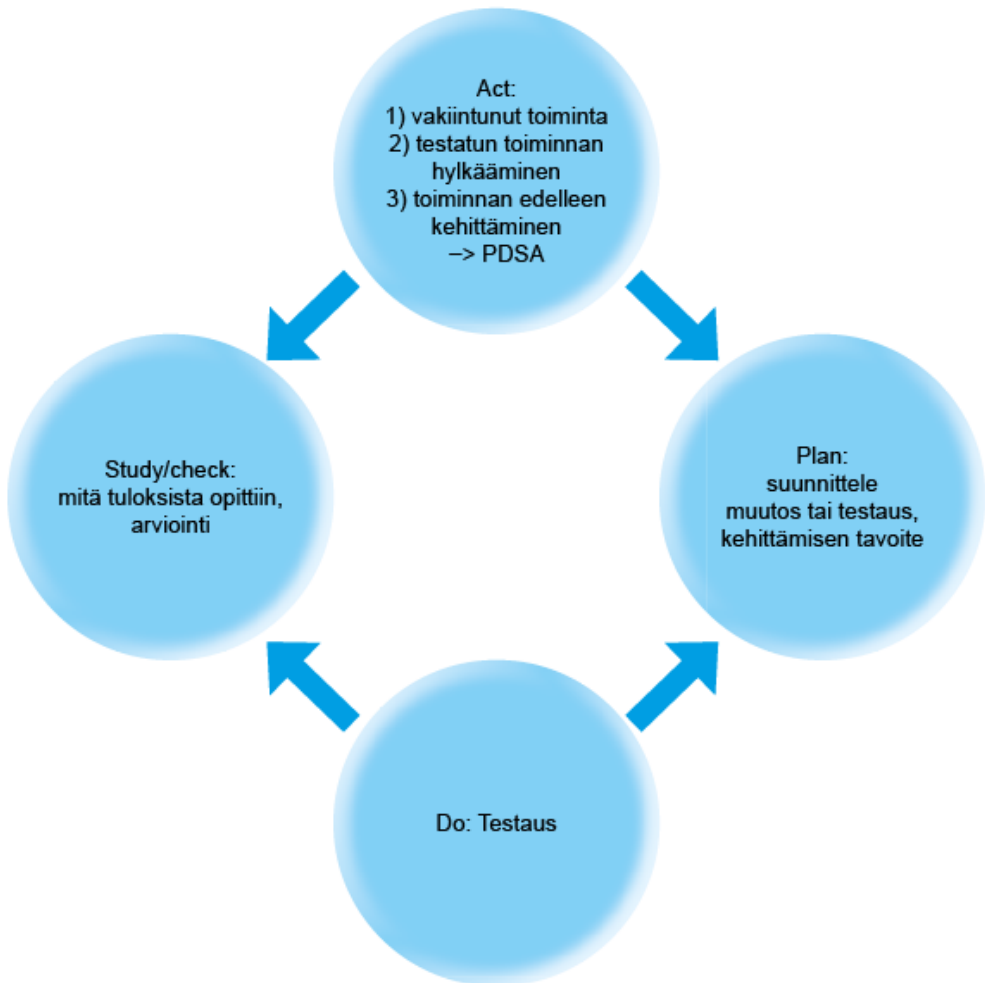 Act:
1) vakiintunut toiminta
2) testatun toiminnan
hylkääminen
3) toiminnan edelleen
kehittäminen
–> PDSA
Study/check:
mitä tuloksista opittiin,
arviointi
Plan:
suunnittele
muutos tai testaus,
kehittämisen tavoite
Do: Testaus